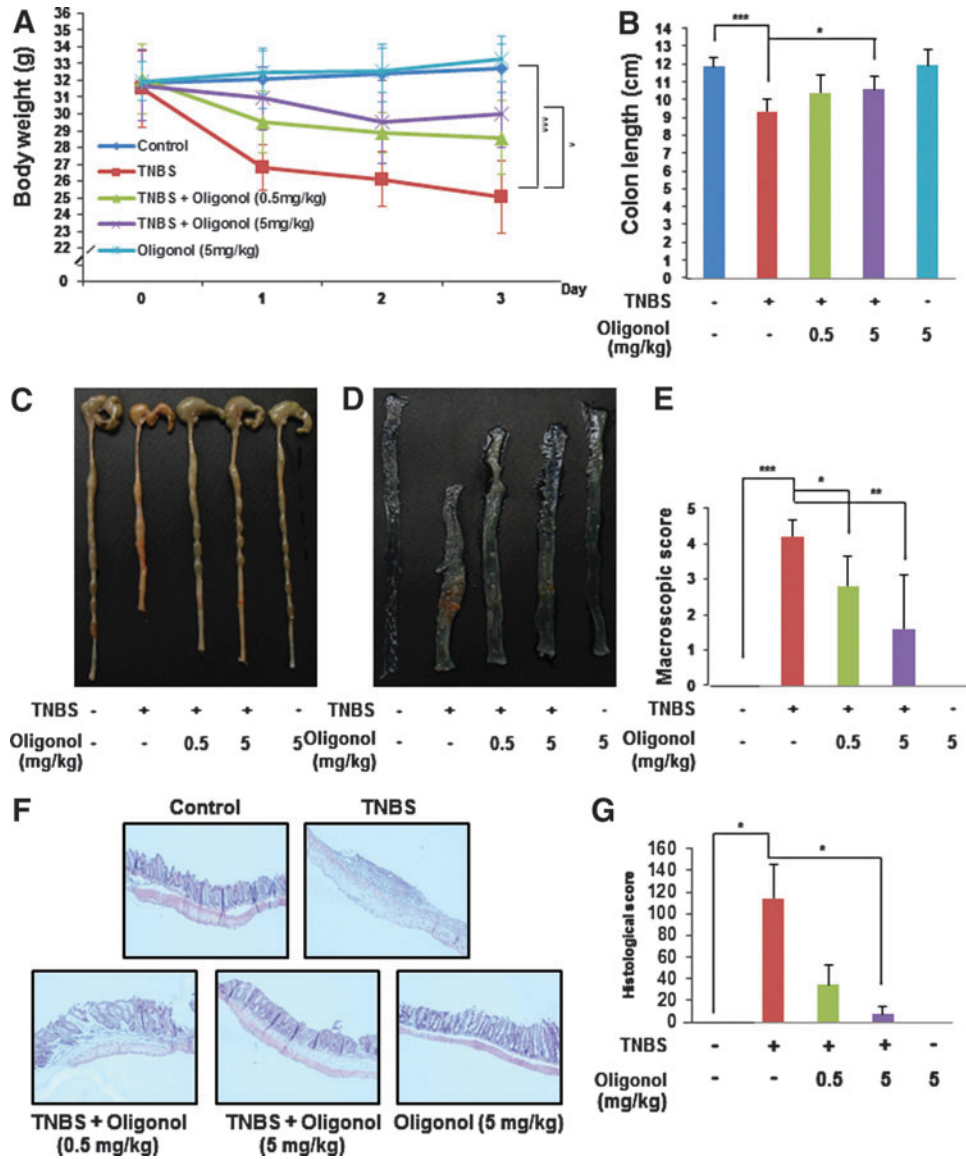 A
Body weight (g)
36
35
34
33
32
31
30
29
28
27
26
25
24
23
22
0
Control
TNBS
TNBS + Oligonol (0.5mg/kg)
TNBS + Oligonol (5mg/kg)
Oligonol (5mg/kg)
***
*
0 1 2 3 Day
B
Colon length (cm)
14
13
12
11
10
9
8
7
6
5
4
3
2
1
0
*** *
TNBS - + + + -
Oligonol - - 0.5 5 5
(mg/kg)
C
TNBS - + + + -
Oligonol - - 0.5 5 5
(mg/kg)
D
TNBS - + + + -
Oligonol - - 0.5 5 5
(mg/kg)
E
Macroscopic score
5
4
3
2
1
0
*** * **
TNBS - + + + -
Oligonol - - 0.5 5 5
(mg/kg)
F
Control TNBS
TNBS + Oligonol
(0.5 mg/kg)
TNBS + Oligonol
(5 mg/kg)
Oligonol (5 mg/kg)
G
Histological score
160
140
120
100
80
60
40
20
0
* *
TNBS - + + + -
Oligonol - - 0.5 5 5
(mg/kg)